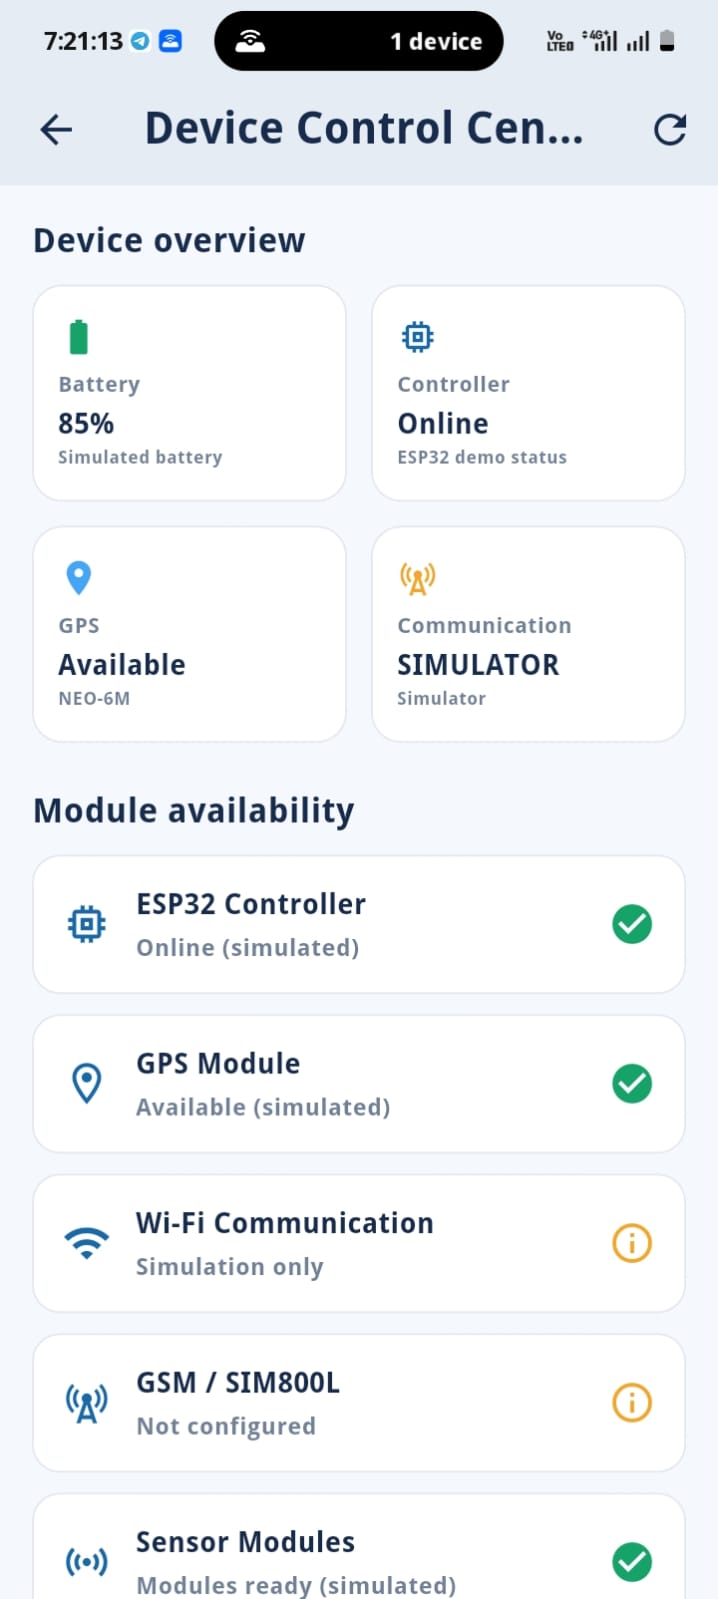 7:21:13
1 device
Vo
LTE
4G+
Device Control Cen...
Device overview
Battery
85%
Simulated battery
Controller
Online
ESP32 demo status
GPS
Available
NEO-6M
Communication
SIMULATOR
Simulator
Module availability
ESP32 Controller
Online (simulated)
GPS Module
Available (simulated)
Wi-Fi Communication
Simulation only
GSM / SIM800L
Not configured
Sensor Modules
Modules ready (simulated)